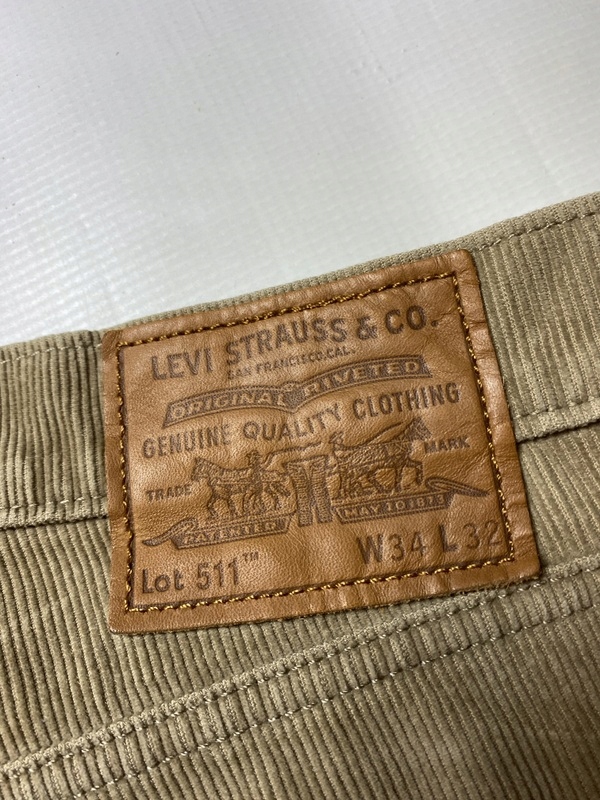 LEVI STRAUSS & CO.
SAN FRANCISCO, CAL.
ORIGINAL RIVETED
GENUINE QUALITY CLOTHING
TRADE MARK
PATENTED MAY 20 1873
Lot 511™ W34 L32